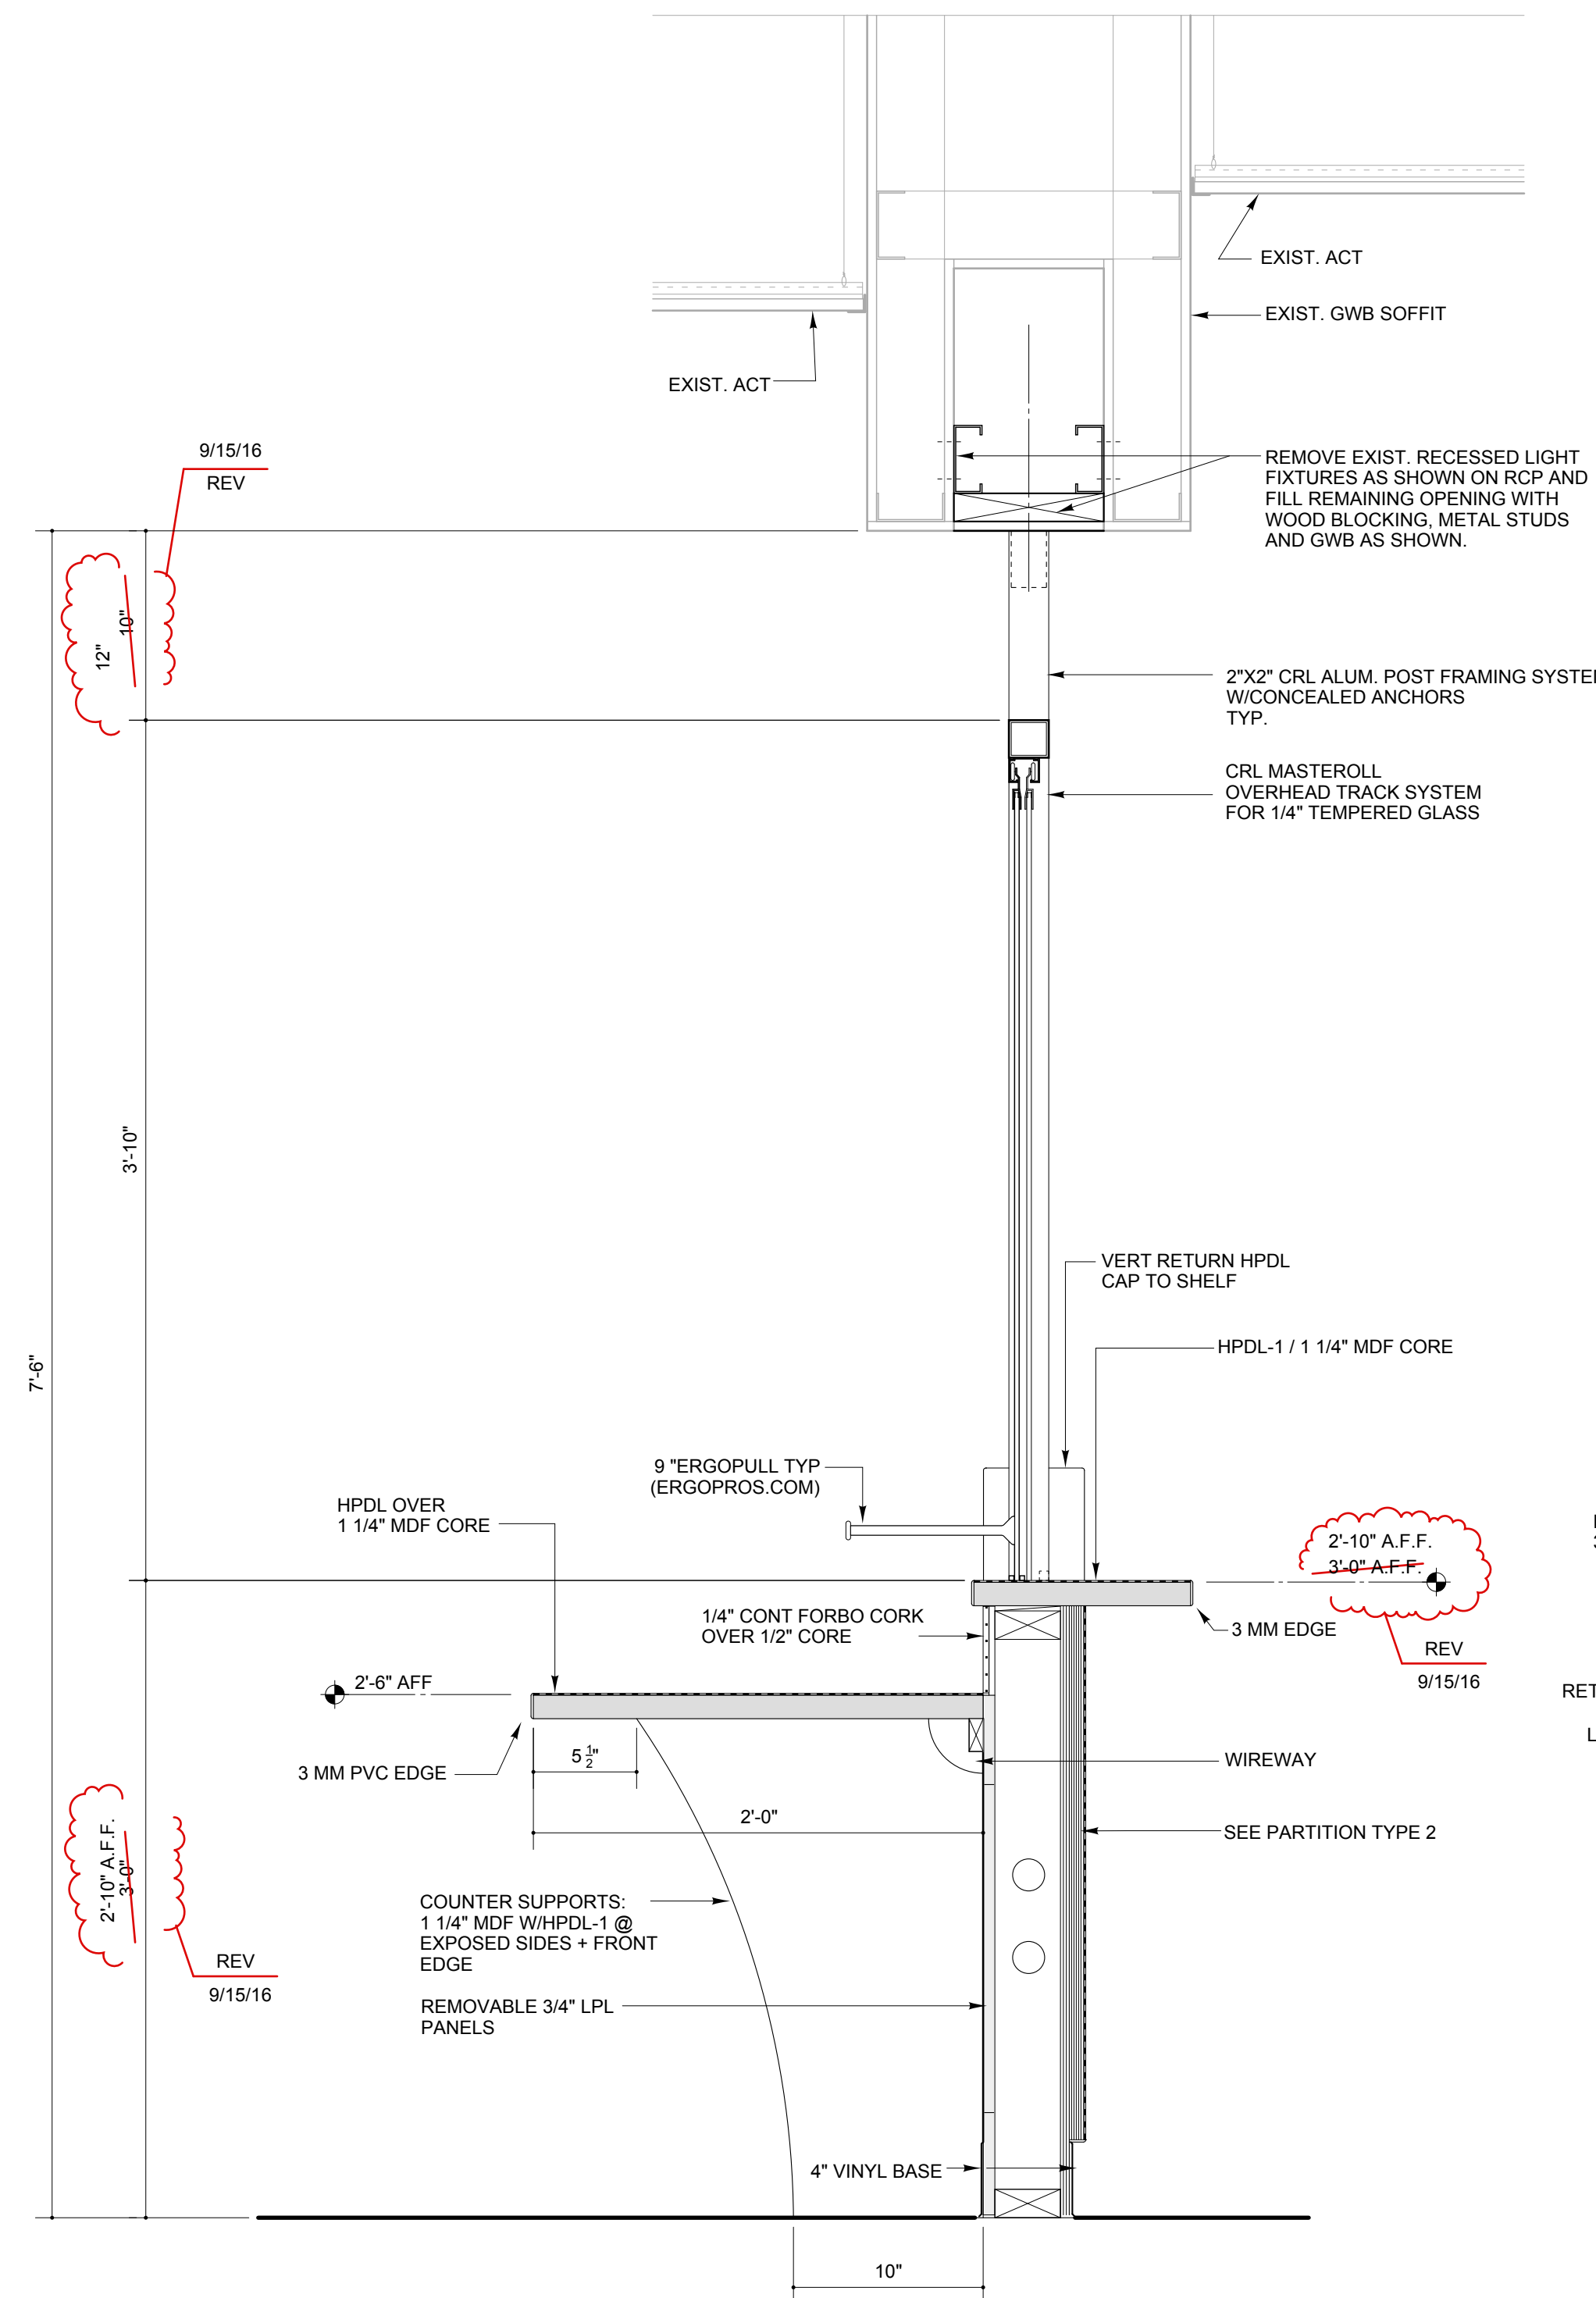 EXIST. ACT
EXIST. GWB SOFFIT
EXIST. ACT
9/15/16
REV
REMOVE EXIST. RECESSED LIGHT
FIXTURES AS SHOWN ON RCP AND
FILL REMAINING OPENING WITH
WOOD BLOCKING, METAL STUDS
AND GWB AS SHOWN.
12"
10"
2"X2" CRL ALUM. POST FRAMING SYSTE
W/CONCEALED ANCHORS
TYP.
CRL MASTEROLL
OVERHEAD TRACK SYSTEM
FOR 1/4" TEMPERED GLASS
3'-10"
7'-6"
VERT RETURN HPDL
CAP TO SHELF
HPDL-1 / 1 1/4" MDF CORE
9 "ERGOPULL TYP
(ERGOPROS.COM)
HPDL OVER
1 1/4" MDF CORE
2'-10" A.F.F.
3'-0" A.F.F.
1/4" CONT FORBO CORK
OVER 1/2" CORE
3 MM EDGE
REV
9/15/16
2'-6" AFF
RET
L
5 1/2"
3 MM PVC EDGE
WIREWAY
2'-0"
SEE PARTITION TYPE 2
2'-10" A.F.F.
3'-0"
COUNTER SUPPORTS:
1 1/4" MDF W/HPDL-1 @
EXPOSED SIDES + FRONT
EDGE
REV
9/15/16
REMOVABLE 3/4" LPL
PANELS
4" VINYL BASE
10"